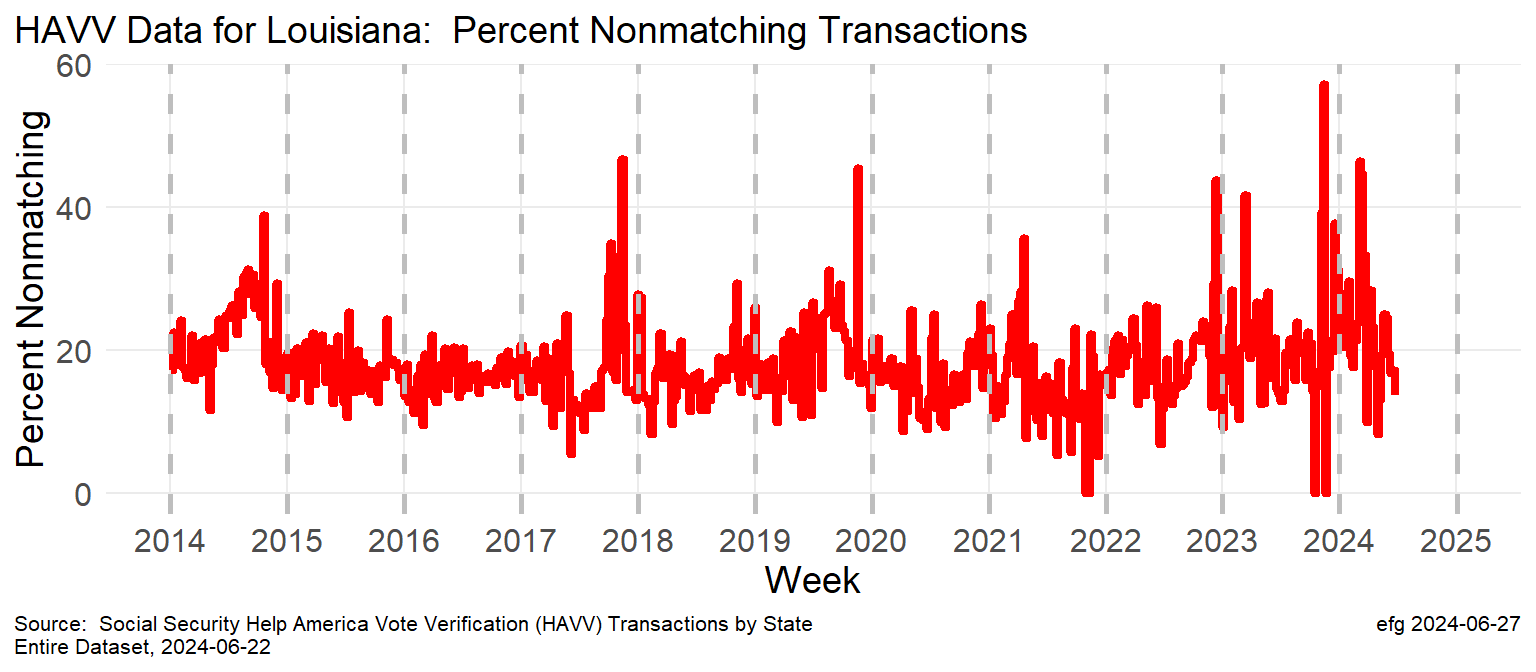 HAVV Data for Louisiana:  Percent Nonmatching Transactions
Percent Nonmatching
60
40
20
0
2014 2015 2016 2017 2018 2019 2020 2021 2022 2023 2024 2025
Week
Source:  Social Security Help America Vote Verification (HAVV) Transactions by State
Entire Dataset, 2024-06-22
efg 2024-06-27